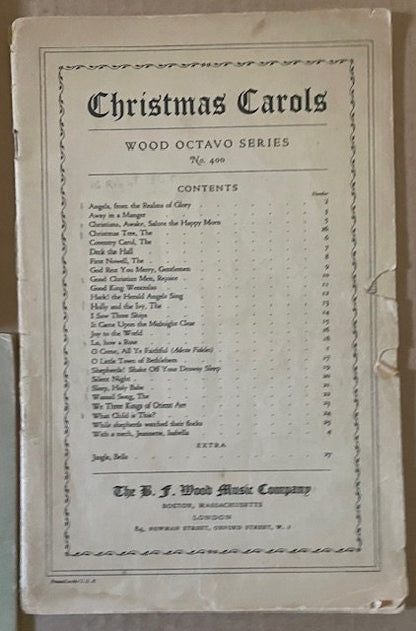 Christmas Carols
WOOD OCTAVO SERIES
No. 400
CONTENTS
Number
Angels, from the Realms of Glory
Away in a Manger
Christians, Awake, Salute the Happy Morn
Christmas Tree, The
Coventry Carol, The
Deck the Hall
First Nowell, The
God Rest You Merry, Gentlemen
Good Christian Men, Rejoice
Good King Wenceslas
Hark! the Herald Angels Sing
Holly and the Ivy, The
I Saw Three Ships
It Came Upon the Midnight Clear
Joy to the World
Lo, how a Rose
O Come, All Ye Faithful (Adeste Fideles) 17
O Little Town of Bethlehem
Shepherds! Shake Off Your Drowsy Sleep
Silent Night
Sleep, Holy Babe
Wassail Song, The
We Three Kings of Orient Are
What Child is This?
While shepherds watched their flocks 25
With a torch, Jeannette, Isabella
EXTRA
Jingle, Bells 27
The B. F. Wood Music Company
BOSTON, MASSACHUSETTS
LONDON
84, NEWMAN STREET, OXFORD STREET, W. 1
Printed in the U. S. A.